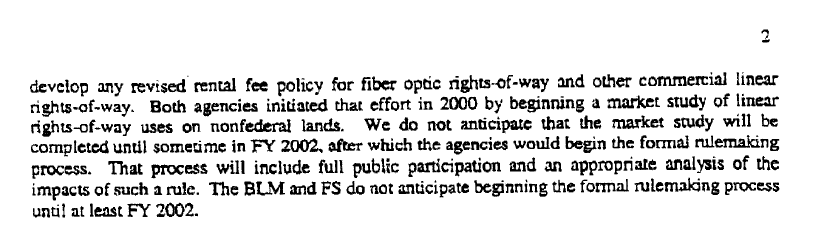 2
develop any revised rental fee policy for fiber optic rights-of-way and other commercial linear
rights-of-way. Both agencies initiated that effort in 2000 by beginning a market study of linear
rights-of-way uses on nonfederal lands. We do not anticipate that the market study will be
completed until sometime in FY 2002, after which the agencies would begin the formal rulemaking
process. That process will include full public participation and an appropriate analysis of the
impacts of such a rule. The BLM and FS do not anticipate beginning the formal rulemaking process
until at least FY 2002.